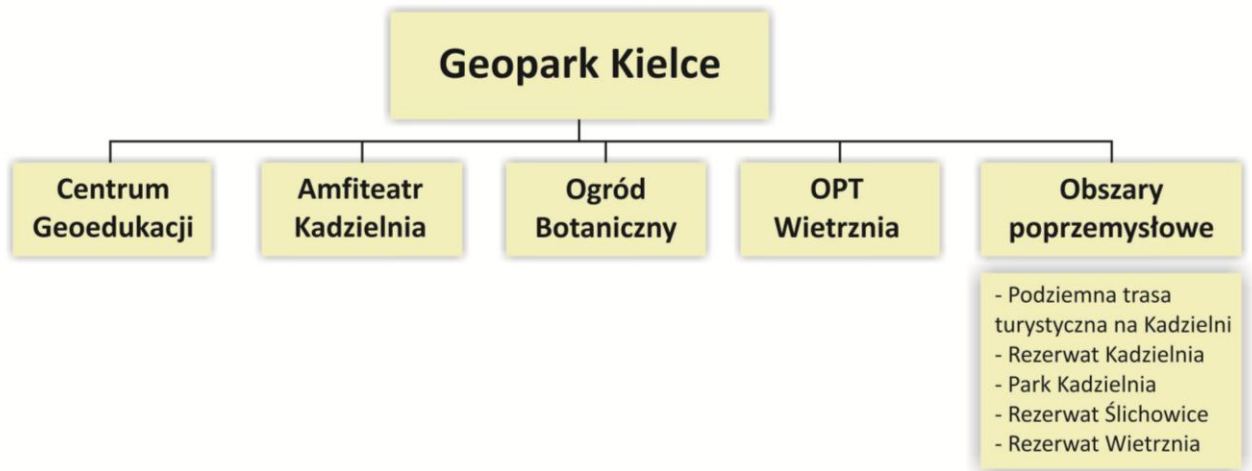 Geopark Kielce
Centrum
Geoedukacji
Amfiteatr
Kadzielnia
Ogród
Botaniczny
OPT
Wietrznia
Obszary
poprzemysłowe
- Podziemna trasa
turystyczna na Kadzielni
- Rezerwat Kadzielnia
- Park Kadzielnia
- Rezerwat Ślichowice
- Rezerwat Wietrznia